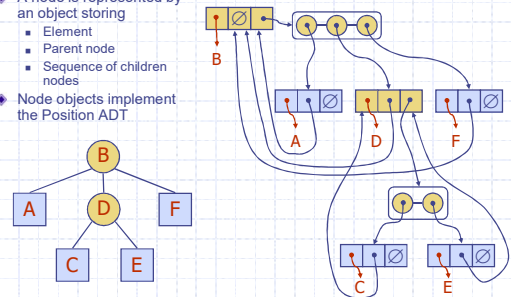 A node is represented by
an object storing
Element
Parent node
Sequence of children
nodes
Node objects implement
the Position ADT
B
A
D
F
C
E
B
∅
A
∅
D
F
∅
C
∅
E
∅